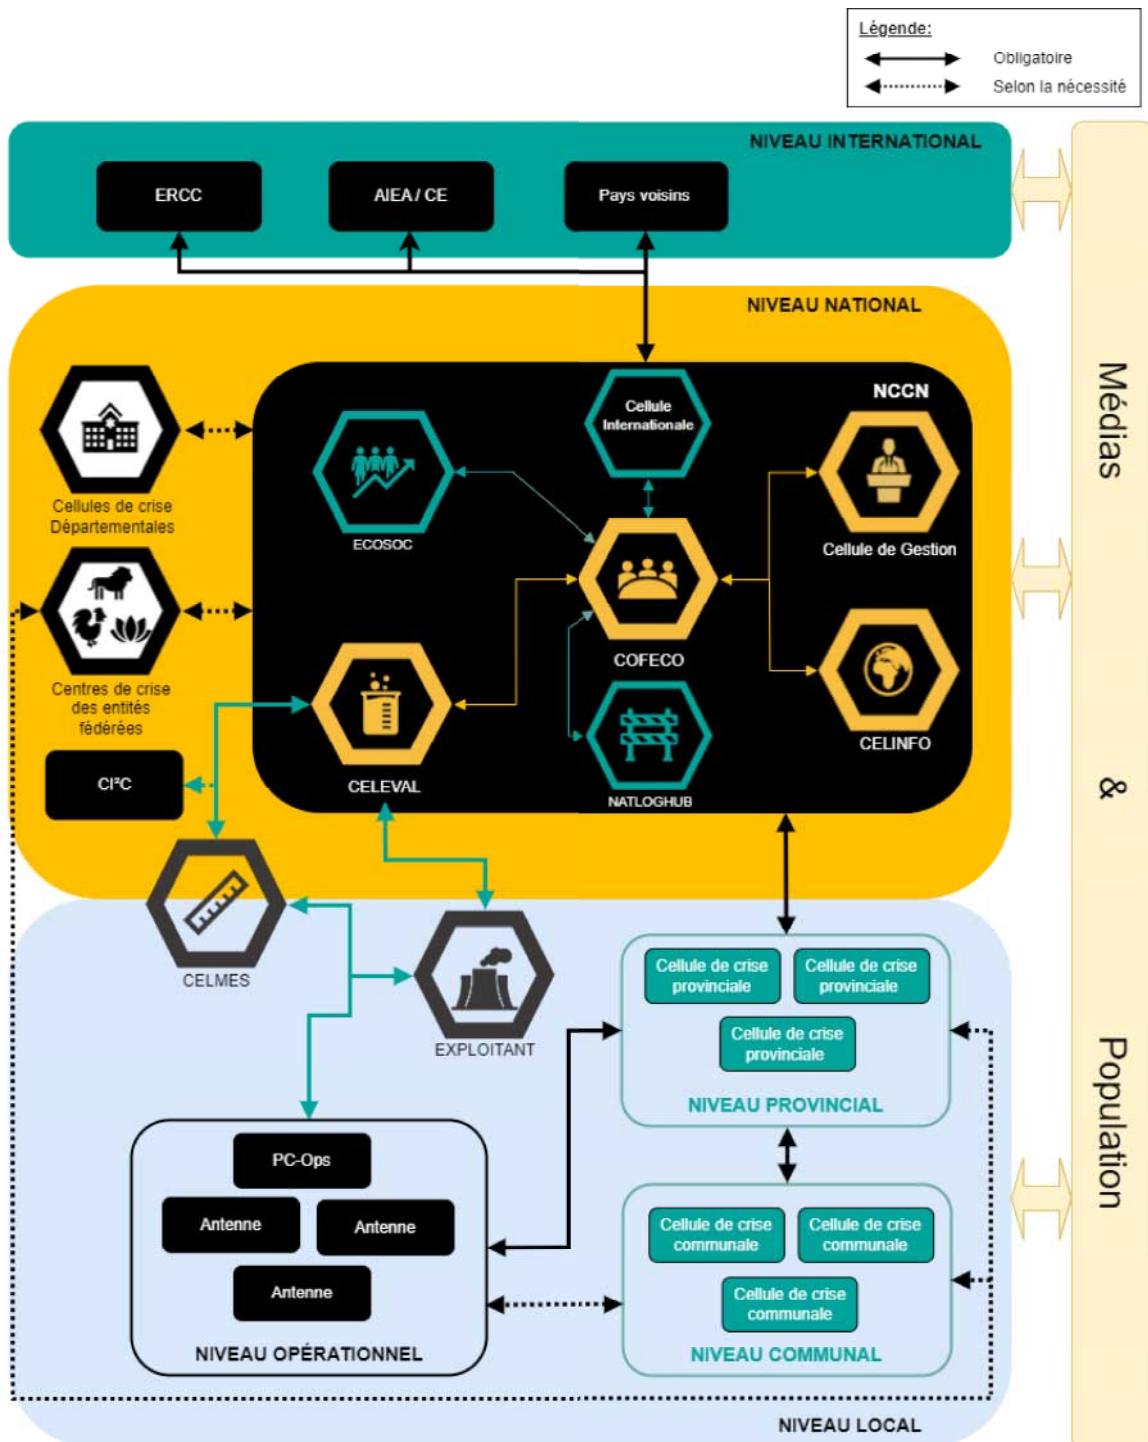 Légende:
Obligatoire
Selon la nécessité
NIVEAU INTERNATIONAL
ERCC
AIEA / CE
Pays voisins
NIVEAU NATIONAL
NCCN
Cellule
Internationale
Cellules de crise
Départementales
ECOSOC
Cellule de Gestion
COFECO
Centres de crise
des entités
fédérées
CELINFO
CI²C
CELEVAL
NATLOGHUB
CELMES
EXPLOITANT
Cellule de crise
provinciale
Cellule de crise
provinciale
Cellule de crise
provinciale
NIVEAU PROVINCIAL
PC-Ops
Antenne
Antenne
Antenne
NIVEAU OPÉRATIONNEL
Cellule de crise
communale
Cellule de crise
communale
Cellule de crise
communale
NIVEAU COMMUNAL
NIVEAU LOCAL
Médias & Population